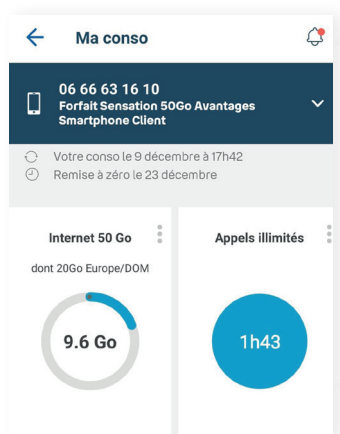 Ma conso
06 66 63 16 10
Forfait Sensation 50Go Avantages
Smartphone Client
Votre conso le 9 décembre à 17h42
Remise à zéro le 23 décembre
Internet 50 Go
dont 20Go Europe/DOM
9.6 Go
Appels illimités
1h43